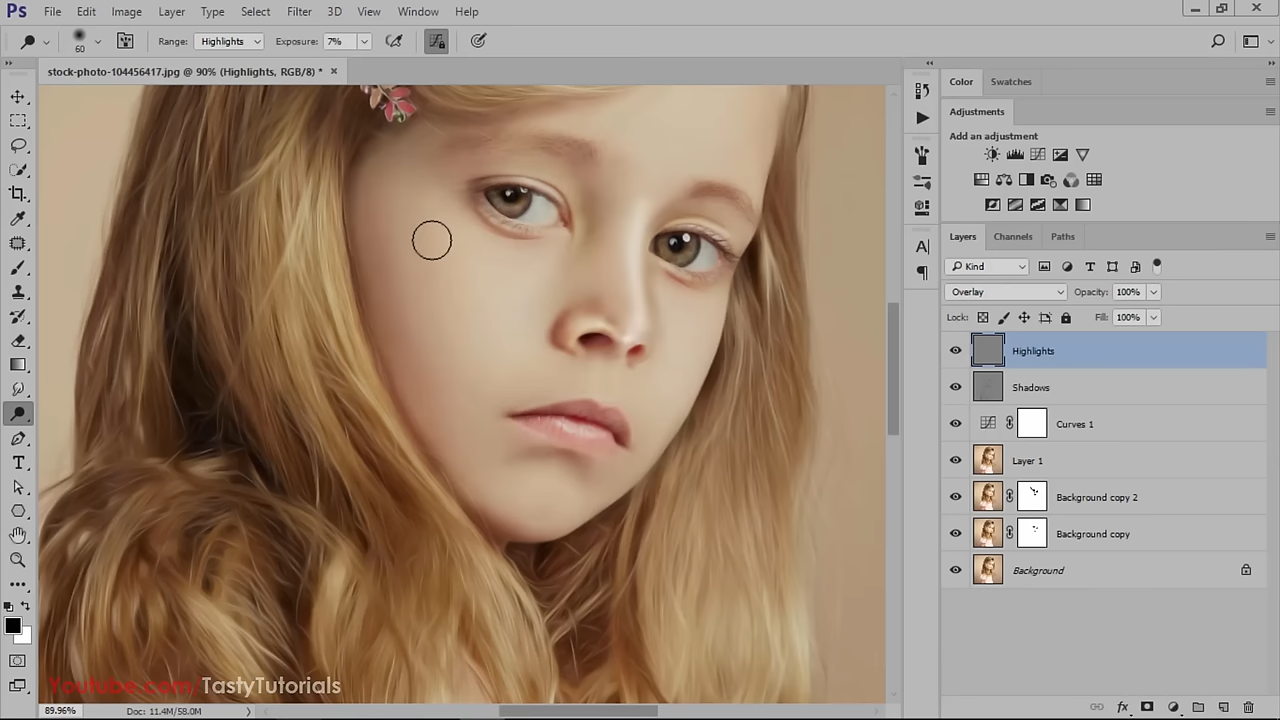 Ps File Edit Image Layer Type Select Filter 3D View Window Help
60 Range: Highlights Exposure: 7%
stock-photo-104456417.jpg @ 90% (Highlights, RGB/8) *
Color Swatches
Adjustments
Add an adjustment
Layers Channels Paths
Kind
Overlay Opacity: 100%
Lock: Fill: 100%
Highlights
Shadows
Curves 1
Layer 1
Background copy 2
Background copy
Background
Youtube.com/TastyTutorials
89.96% Doc: 11.4M/58.0M